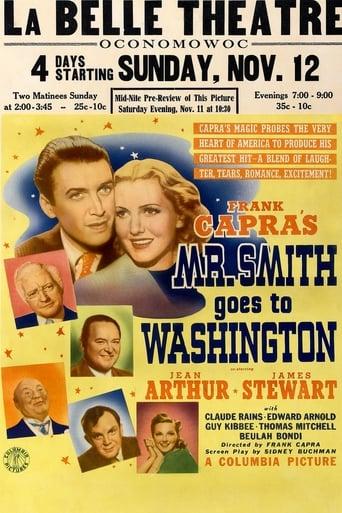 LA BELLE THEATRE
OCONOMOWOC
4 DAYS STARTING SUNDAY, NOV. 12
Two Matinees Sunday
at 2:00-3:45 -- 25c-10c
Mid-Nite Pre-Review of This Picture
Saturday Evening, Nov. 11 at 10:30
Evenings 7:00 - 9:00
35c - 10c
CAPRA'S MAGIC PROBES THE VERY
HEART OF AMERICA TO PRODUCE HIS
GREATEST HIT-A BLEND OF LAUGH-
TER, TEARS, ROMANCE, EXCITEMENT!
FRANK
CAPRA'S
MR. SMITH
goes to
WASHINGTON
co-starring
JEAN ARTHUR ★ JAMES STEWART
with
CLAUDE RAINS · EDWARD ARNOLD
GUY KIBBEE · THOMAS MITCHELL
BEULAH BONDI
Directed by FRANK CAPRA
Screen Play by SIDNEY BUCHMAN
A COLUMBIA PICTURE
COLUMBIA
PICTURES